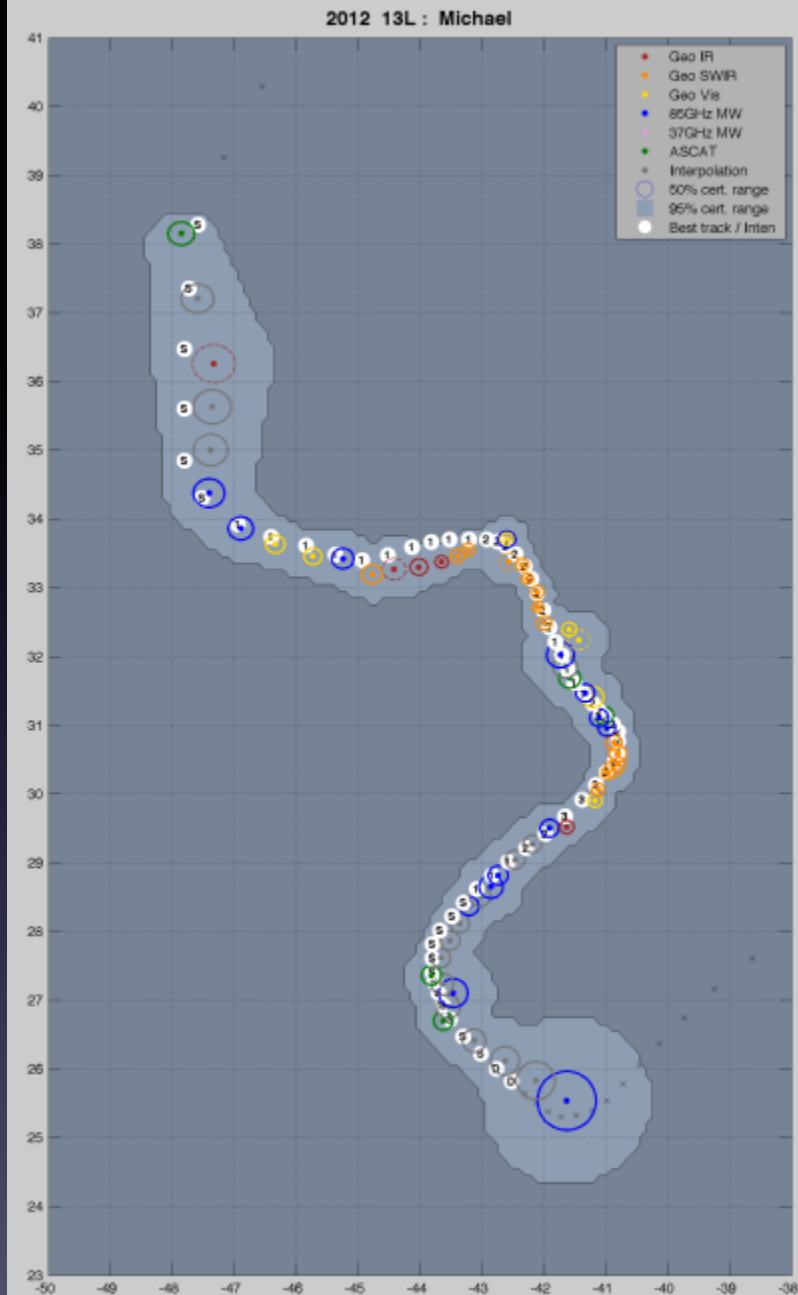 2012 13L : Michael
Geo IR
Geo SWIR
Geo Vis
85GHz MW
37GHz MW
ASCAT
Interpolation
50% cert. range
95% cert. range
Best track / Inten
41
40
39
38
37
36
35
34
33
32
31
30
29
28
27
26
25
24
23
-50 -49 -48 -47 -46 -45 -44 -43 -42 -41 -40 -39 -38